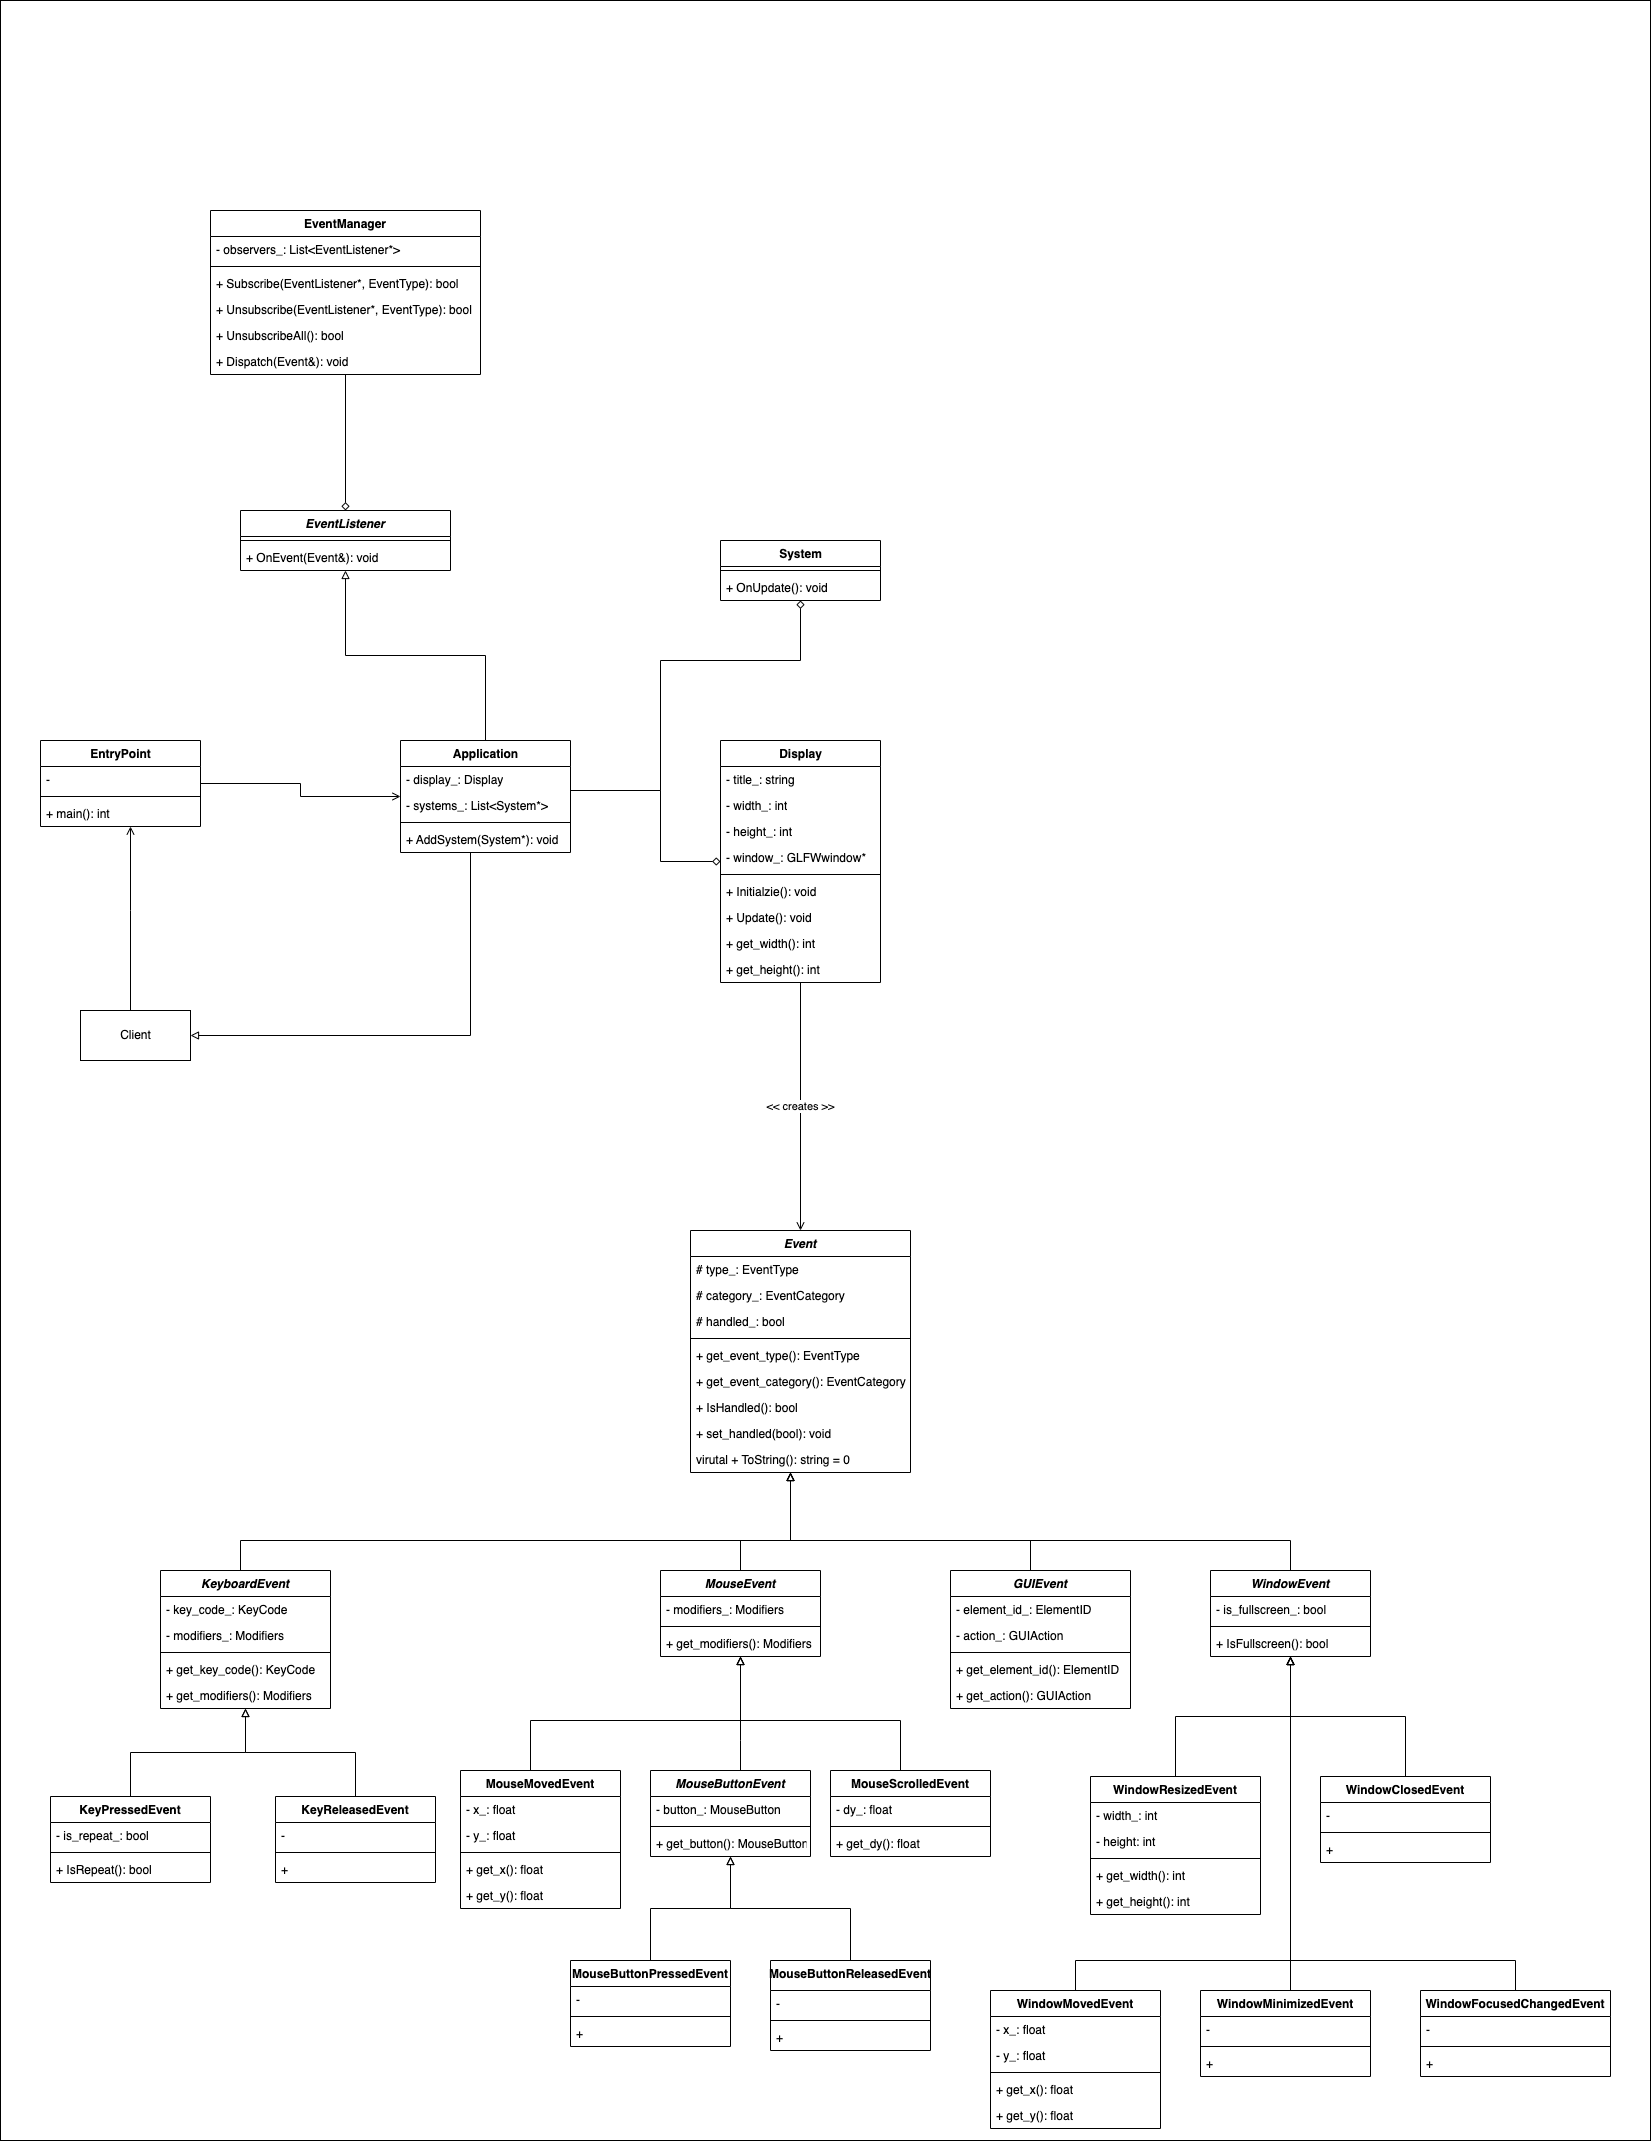 EventManager
- observers_: List<EventListener*>
+ Subscribe(EventListener*, EventType): bool
+ Unsubscribe(EventListener*, EventType): bool
+ UnsubscribeAll(): bool
+ Dispatch(Event&): void
EventListener
+ OnEvent(Event&): void
System
+ OnUpdate(): void
EntryPoint
-
+ main(): int
Application
- display_: Display
- systems_: List<System*>
+ AddSystem(System*): void
Display
- title_: string
- width_: int
- height_: int
- window_: GLFWwindow*
+ Initialzie(): void
+ Update(): void
+ get_width(): int
+ get_height(): int
Client
<< creates >>
Event
# type_: EventType
# category_: EventCategory
# handled_: bool
+ get_event_type(): EventType
+ get_event_category(): EventCategory
+ IsHandled(): bool
+ set_handled(bool): void
virutal + ToString(): string = 0
KeyboardEvent
- key_code_: KeyCode
- modifiers_: Modifiers
+ get_key_code(): KeyCode
+ get_modifiers(): Modifiers
MouseEvent
- modifiers_: Modifiers
+ get_modifiers(): Modifiers
GUIEvent
- element_id_: ElementID
- action_: GUIAction
+ get_element_id(): ElementID
+ get_action(): GUIAction
WindowEvent
- is_fullscreen_: bool
+ IsFullscreen(): bool
KeyPressedEvent
- is_repeat_: bool
+ IsRepeat(): bool
KeyReleasedEvent
-
+
MouseMovedEvent
- x_: float
- y_: float
+ get_x(): float
+ get_y(): float
MouseButtonEvent
- button_: MouseButton
+ get_button(): MouseButton
MouseScrolledEvent
- dy_: float
+ get_dy(): float
WindowResizedEvent
- width_: int
- height: int
+ get_width(): int
+ get_height(): int
WindowClosedEvent
-
+
MouseButtonPressedEvent
-
+
MouseButtonReleasedEvent
-
+
WindowMovedEvent
- x_: float
- y_: float
+ get_x(): float
+ get_y(): float
WindowMinimizedEvent
-
+
WindowFocusedChangedEvent
-
+